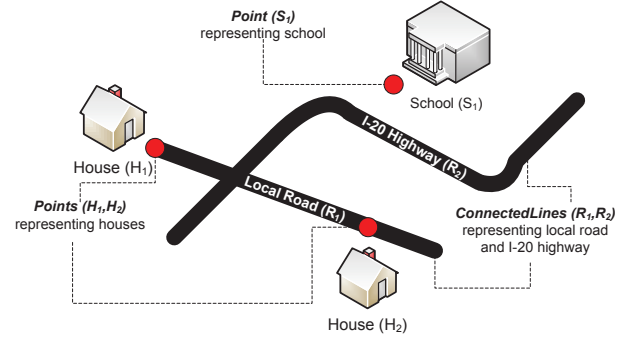 Point (S₁)
representing school
School (S₁)
I-20 Highway (R₂)
House (H₁)
Local Road (R₁)
Points (H₁,H₂)
representing houses
ConnectedLines (R₁,R₂)
representing local road
and I-20 highway
House (H₂)